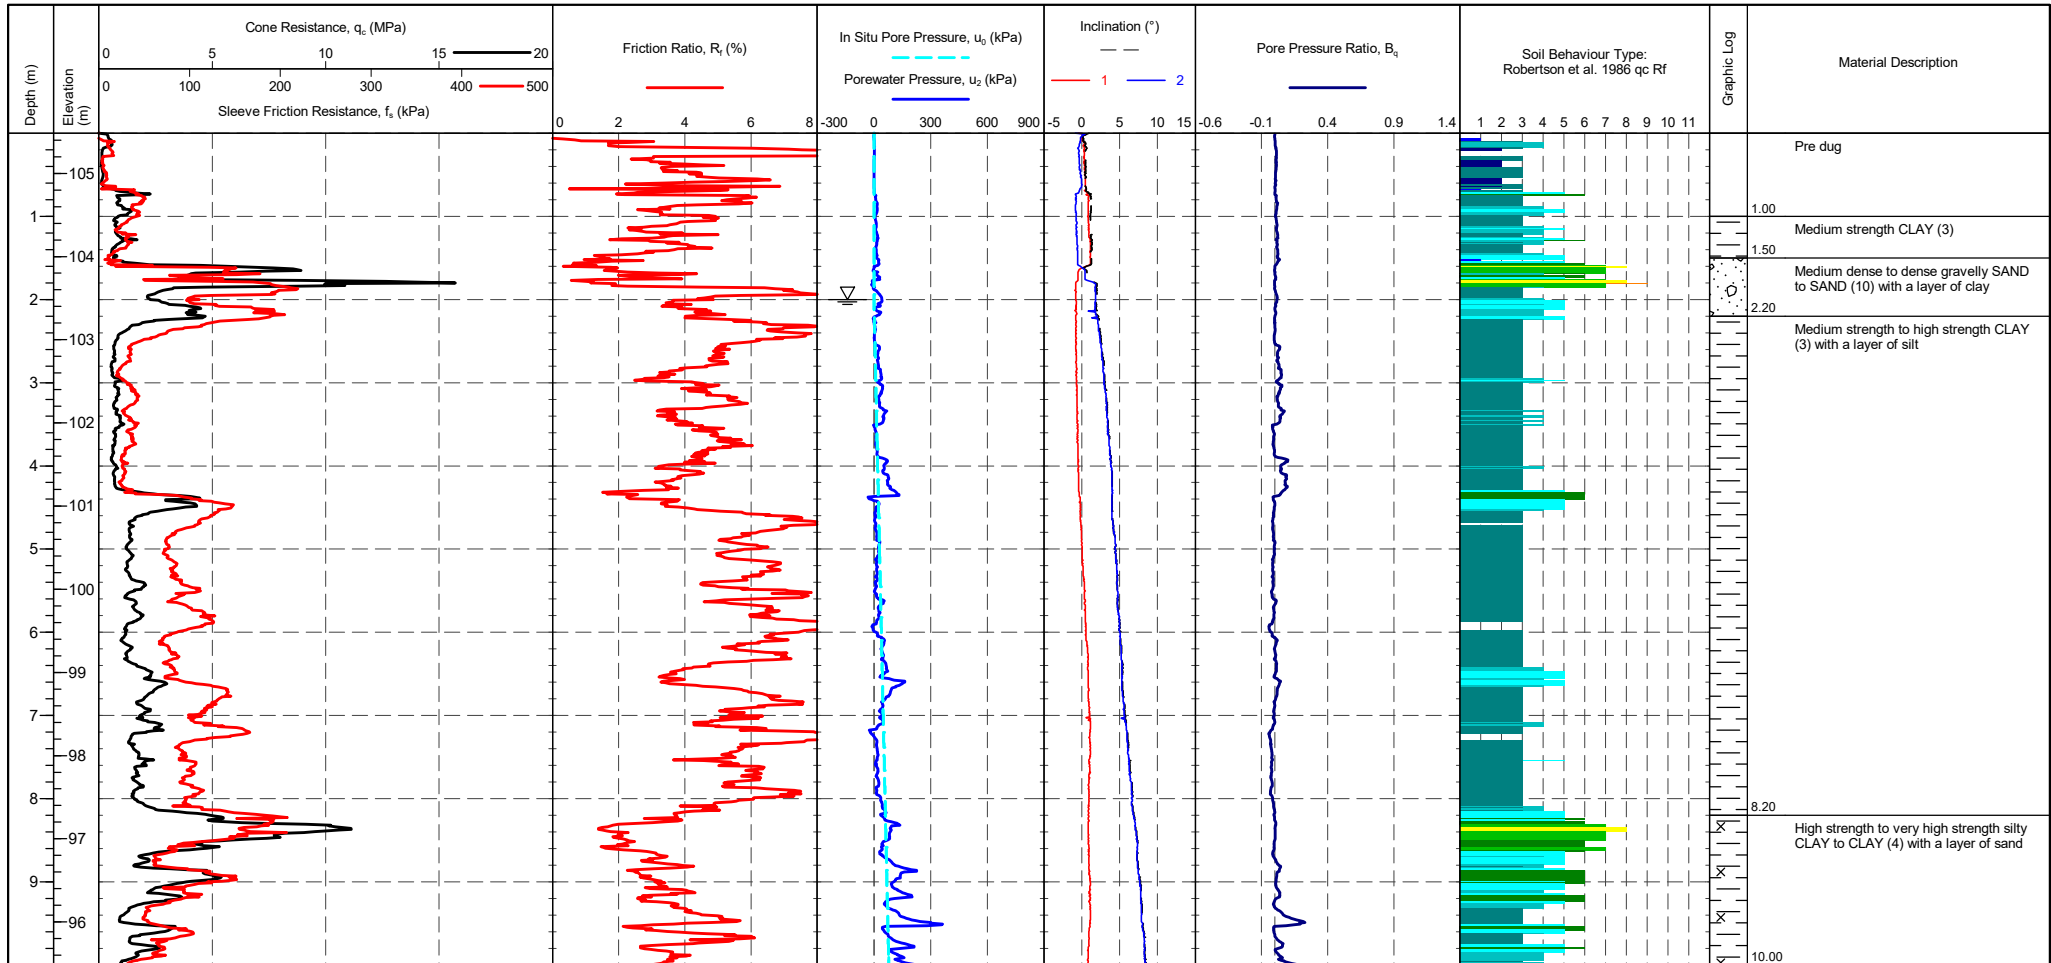 Depth (m)
Elevation (m)
Cone Resistance, qc (MPa)
0 5 10 15 20
100 200 300 400 500
Sleeve Friction Resistance, fs (kPa)
Friction Ratio, Rf (%)
0 2 4 6 8
In Situ Pore Pressure, u0 (kPa)
Porewater Pressure, u2 (kPa)
-300 0 300 600 900
Inclination (°)
1 2
-5 0 5 10 15
Pore Pressure Ratio, Bq
-0.6 -0.1 0.4 0.9 1.4
Soil Behaviour Type:
Robertson et al. 1986 qc Rf
1 2 3 4 5 6 7 8 9 10 11
Graphic Log
Material Description
Pre dug
105
1.00
1
Medium strength CLAY (3)
104
1.50
Medium dense to dense gravelly SAND
to SAND (10) with a layer of clay
2
2.20
Medium strength to high strength CLAY
(3) with a layer of silt
103
3
102
4
101
5
100
6
99
7
98
8
8.20
High strength to very high strength silty
CLAY to CLAY (4) with a layer of sand
97
9
96
10.00